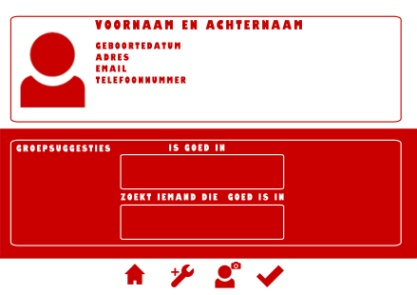 VOORNAAM EN ACHTERNAAM
GEBOORTEDATUM
ADRES
EMAIL
TELEFOONNUMMER
GROEPSUGGESTIES
IS GOED IN
ZOEKT IEMAND DIE GOED IS IN